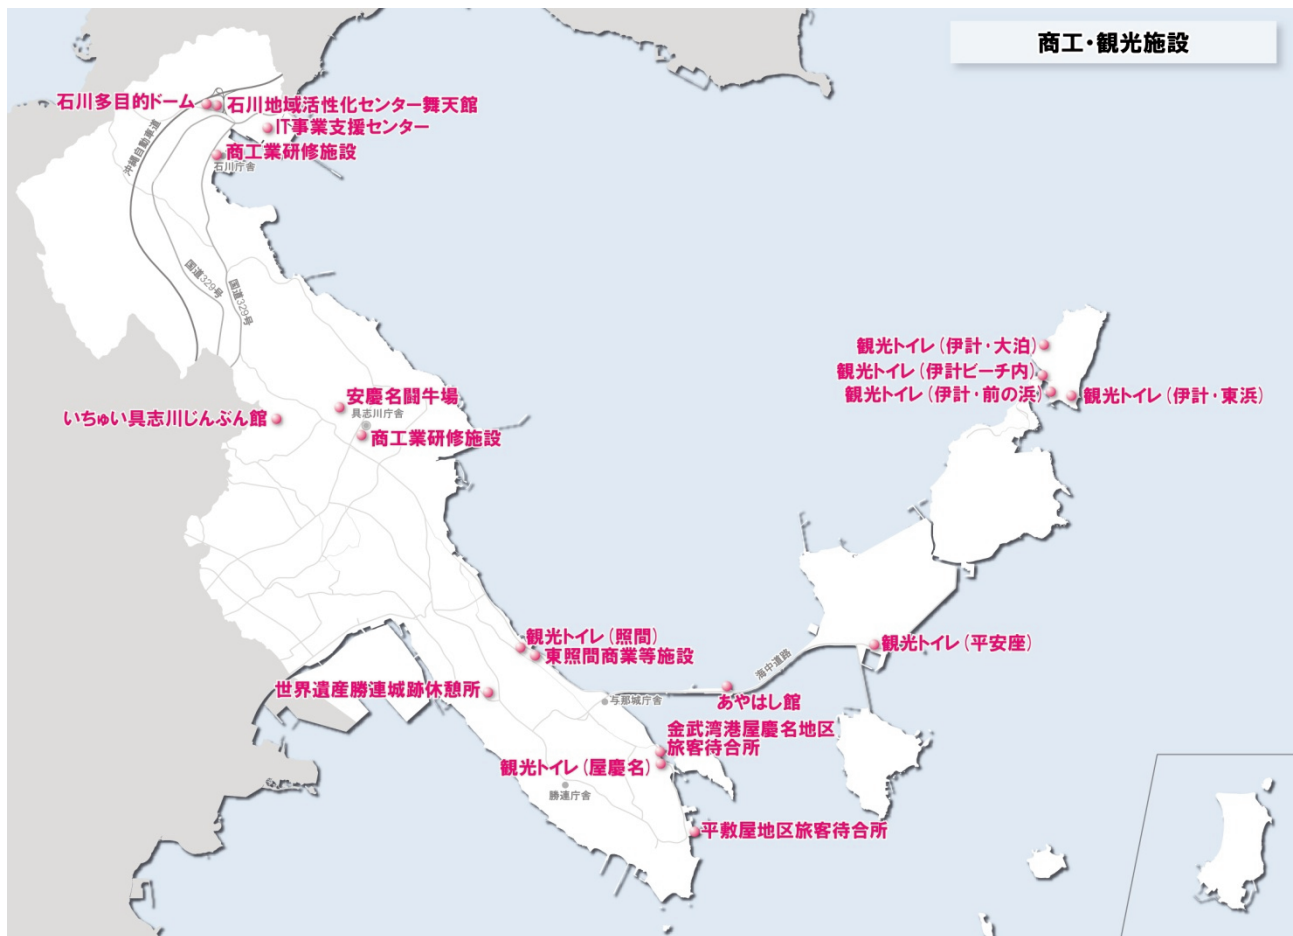 商工・観光施設
石川多目的ドーム
石川地域活性化センター舞天館
IT事業支援センター
商工業研修施設
石川庁舎
沖縄自動車道
国道329号
国道329号
観光トイレ(伊計・大泊)
観光トイレ(伊計ビーチ内)
観光トイレ(伊計・前の浜)
観光トイレ(伊計・東浜)
安慶名闘牛場
具志川庁舎
いちゅい具志川じんぶん館
商工業研修施設
観光トイレ(照間)
東照間商業等施設
観光トイレ(平安座)
海中道路
世界遺産勝連城跡休憩所
与那城庁舎
あやはし館
金武湾港屋慶名地区
旅客待合所
観光トイレ(屋慶名)
勝連庁舎
平敷屋地区旅客待合所